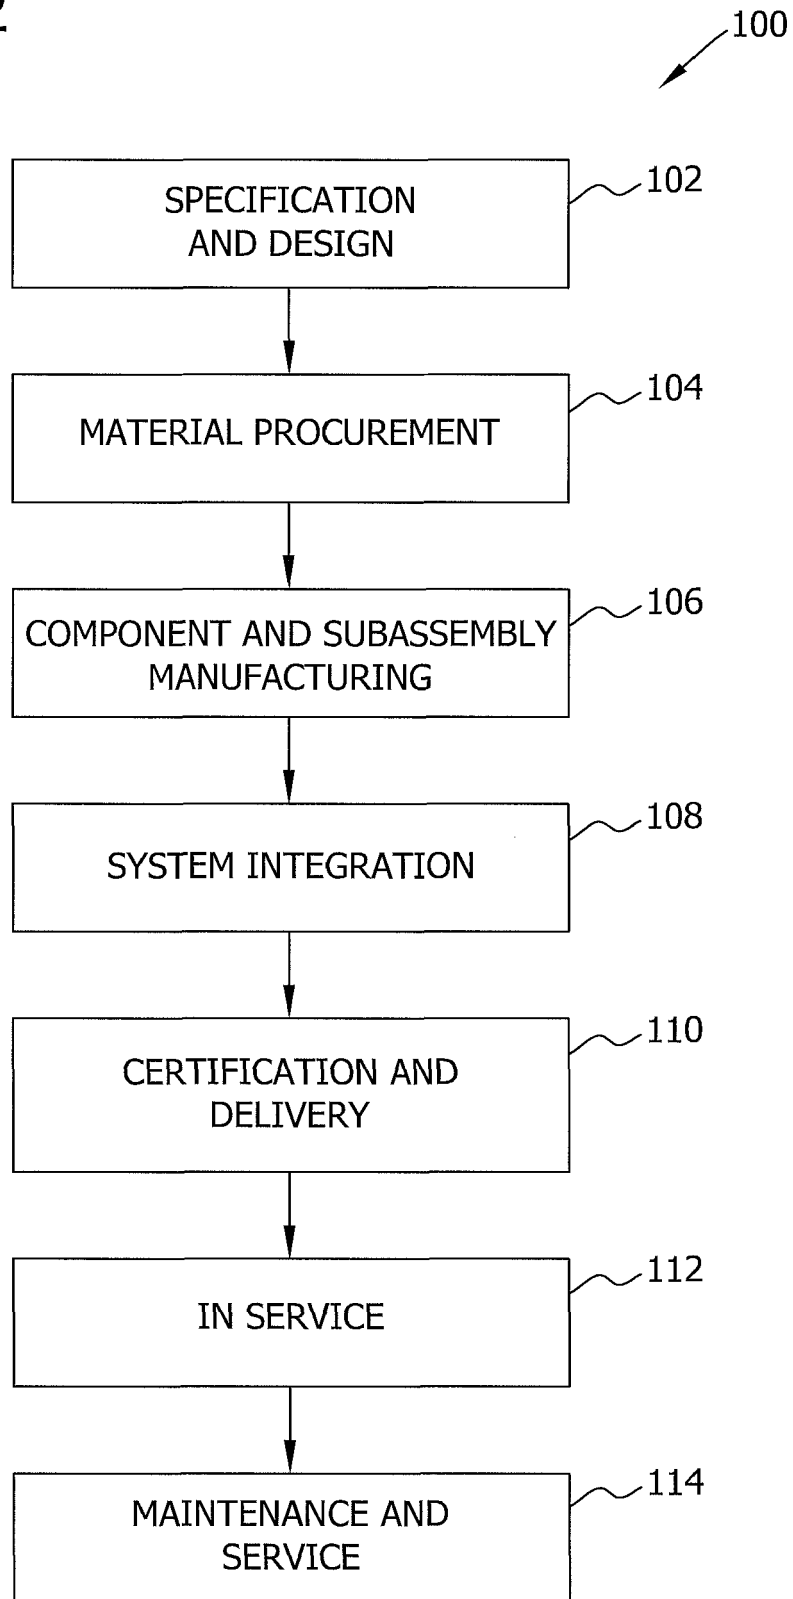 100
SPECIFICATION
AND DESIGN
102
MATERIAL PROCUREMENT
104
COMPONENT AND SUBASSEMBLY
MANUFACTURING
106
SYSTEM INTEGRATION
108
CERTIFICATION AND
DELIVERY
110
IN SERVICE
112
MAINTENANCE AND
SERVICE
114